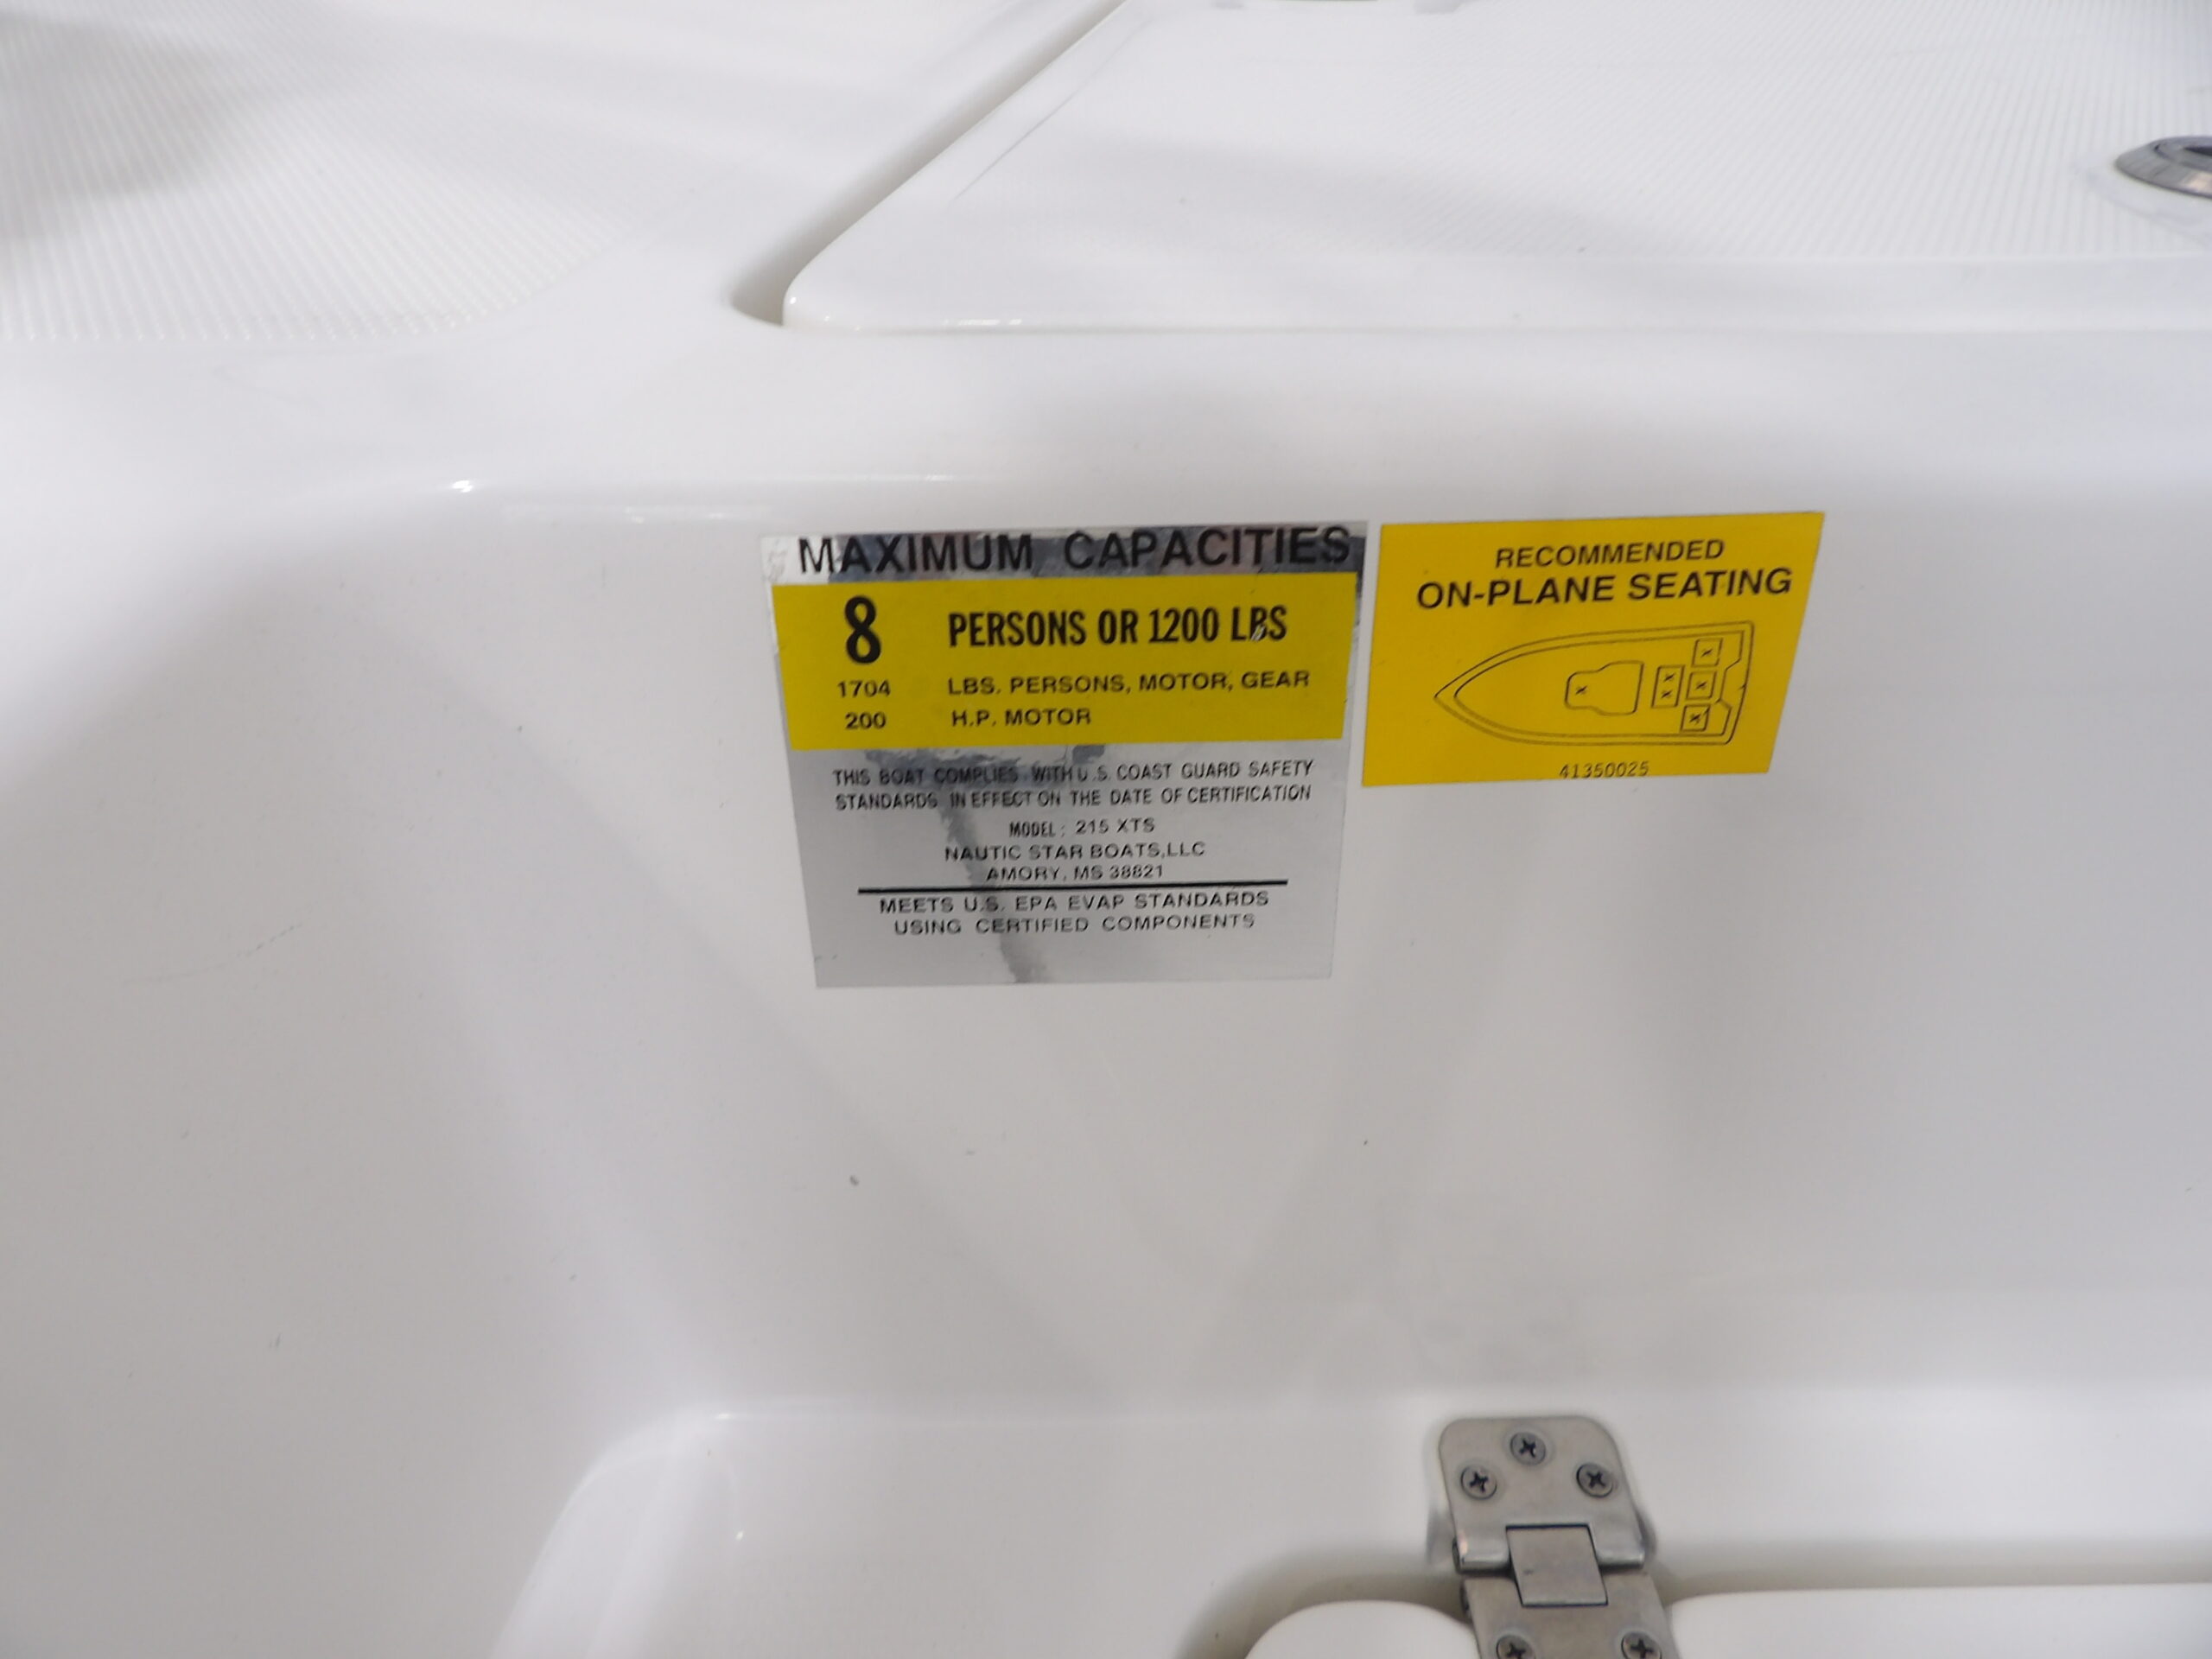 MAXIMUM CAPACITIES
8 PERSONS OR 1200 LBS
1704 LBS. PERSONS, MOTOR, GEAR
200 H.P. MOTOR
THIS BOAT COMPLIES WITH U.S. COAST GUARD SAFETY
STANDARDS IN EFFECT ON THE DATE OF CERTIFICATION
MODEL: 215 XTS
NAUTIC STAR BOATS,LLC
AMORY, MS 38821
MEETS U.S. EPA EVAP STANDARDS
USING CERTIFIED COMPONENTS
RECOMMENDED
ON-PLANE SEATING
41350025